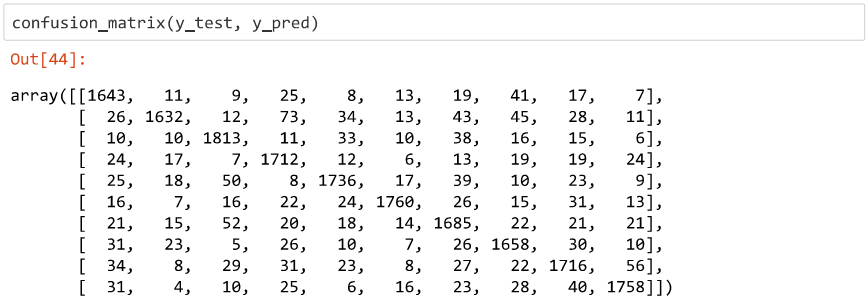 confusion_matrix(y_test, y_pred)
Out[44]:
array([[1643, 11, 9, 25, 8, 13, 19, 41, 17, 7],
[ 26, 1632, 12, 73, 34, 13, 43, 45, 28, 11],
[ 10, 10, 1813, 11, 33, 10, 38, 16, 15, 6],
[ 24, 17, 7, 1712, 12, 6, 13, 19, 19, 24],
[ 25, 18, 50, 8, 1736, 17, 39, 10, 23, 9],
[ 16, 7, 16, 22, 24, 1760, 26, 15, 31, 13],
[ 21, 15, 52, 20, 18, 14, 1685, 22, 21, 21],
[ 31, 23, 5, 26, 10, 7, 26, 1658, 30, 10],
[ 34, 8, 29, 31, 23, 8, 27, 22, 1716, 56],
[ 31, 4, 10, 25, 6, 16, 23, 28, 40, 1758]])